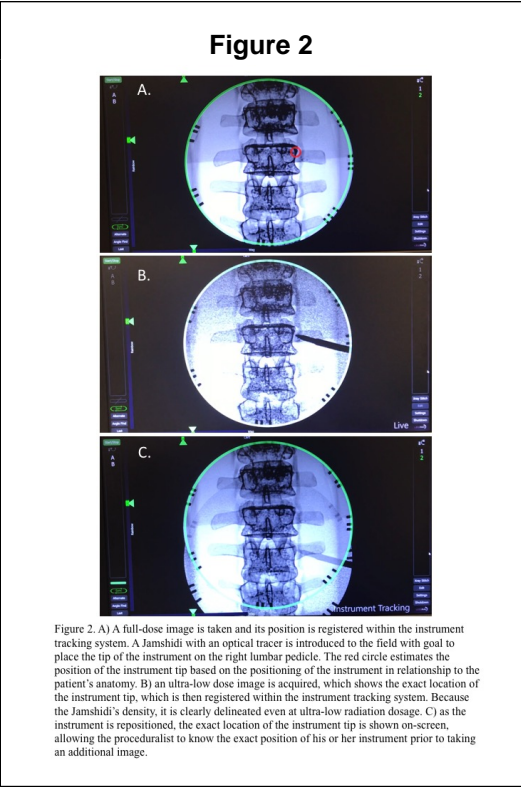 Figure 2
A.
A
B
1
2
B.
A
B
1
2
Live
C.
A
B
1
2
Instrument Tracking
Figure 2. A) A full-dose image is taken and its position is registered within the instrument
tracking system. A Jamshidi with an optical tracer is introduced to the field with goal to
place the tip of the instrument on the right lumbar pedicle. The red circle estimates the
position of the instrument tip based on the positioning of the instrument in relationship to the
patient's anatomy. B) an ultra-low dose image is acquired, which shows the exact location of
the instrument tip, which is then registered within the instrument tracking system. Because
the Jamshidi's density, it is clearly delineated even at ultra-low radiation dosage. C) as the
instrument is repositioned, the exact location of the instrument tip is shown on-screen,
allowing the proceduralist to know the exact position of his or her instrument prior to taking
an additional image.